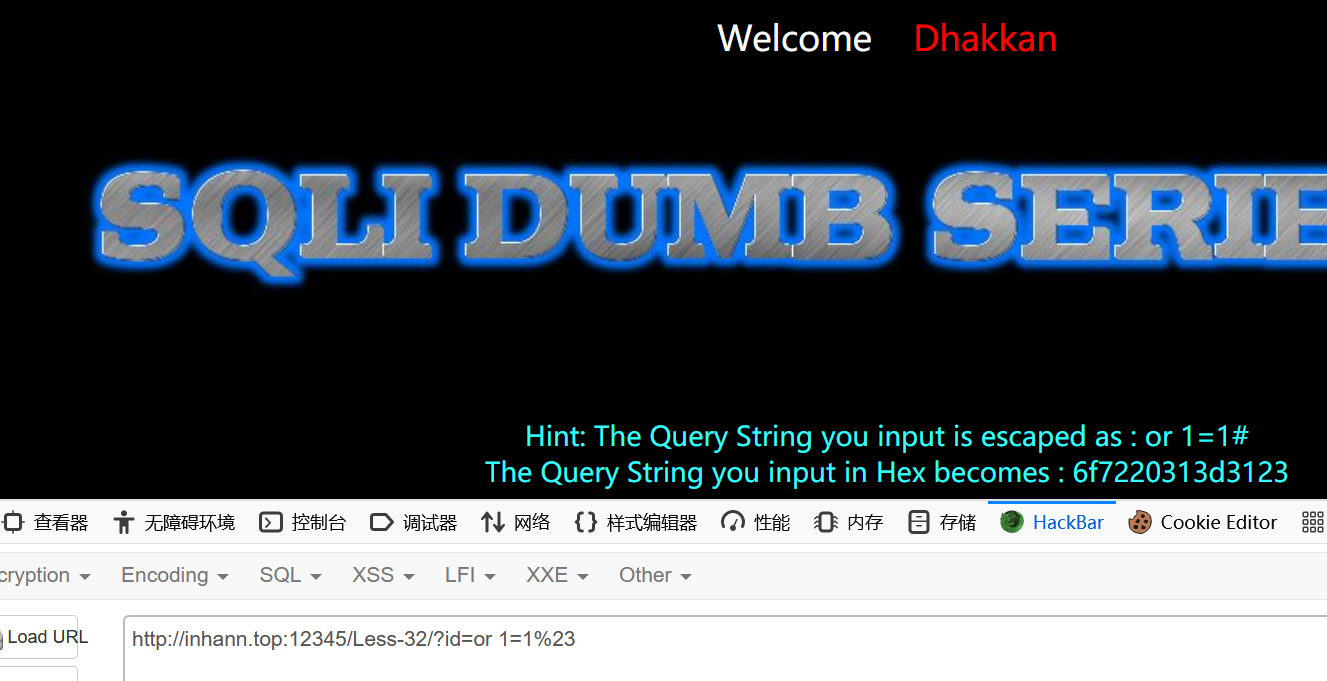 Welcome Dhakkan
SQLI DUMB SERIE
Hint: The Query String you input is escaped as : or 1=1#
The Query String you input in Hex becomes : 6f7220313d3123
查看器 无障碍环境 控制台 调试器 网络 样式编辑器 性能 内存 存储 HackBar Cookie Editor
cryption Encoding SQL XSS LFI XXE Other
Load URL http://inhann.top:12345/Less-32/?id=or 1=1%23